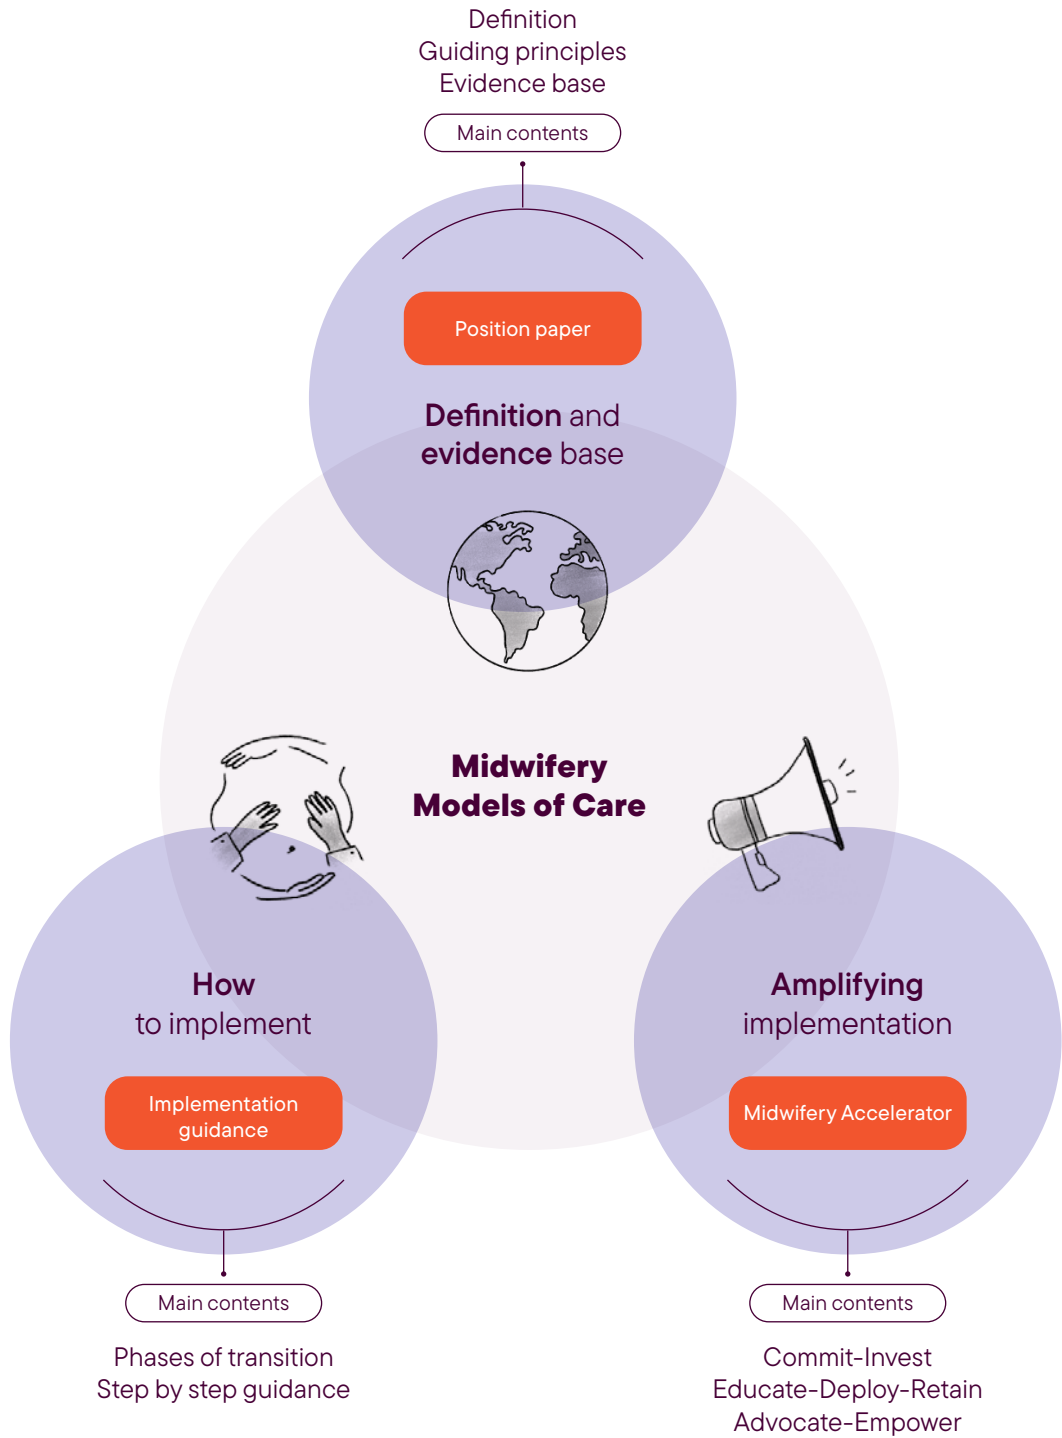 Definition
Guiding principles
Evidence base
Main contents
Position paper
Definition and
evidence base
Midwifery
Models of Care
How
to implement
Implementation
guidance
Main contents
Phases of transition
Step by step guidance
Amplifying
implementation
Midwifery Accelerator
Main contents
Commit-Invest
Educate-Deploy-Retain
Advocate-Empower